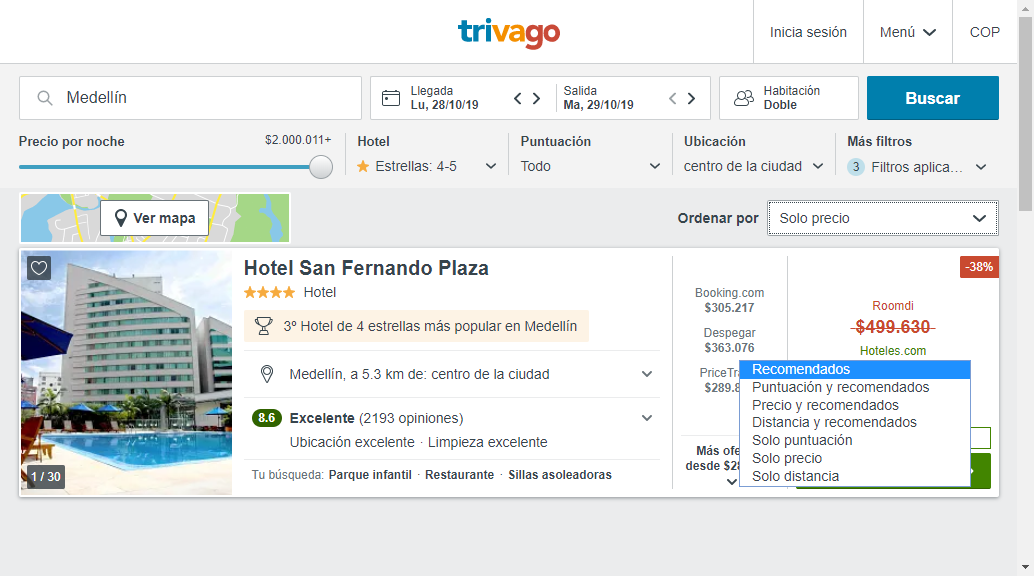 trivago
Inicia sesión
Menú
COP
Medellín
Llegada
Lu, 28/10/19
Salida
Ma, 29/10/19
Habitación
Doble
Buscar
Precio por noche
$2.000.011+
Hotel
Estrellas: 4-5
Puntuación
Todo
Ubicación
centro de la ciudad
Más filtros
3 Filtros aplica…
Ver mapa
Ordenar por
Solo precio
Hotel San Fernando Plaza
Hotel
3º Hotel de 4 estrellas más popular en Medellín
Medellín, a 5.3 km de: centro de la ciudad
8.6 Excelente (2193 opiniones)
Ubicación excelente · Limpieza excelente
Tu búsqueda: Parque infantil · Restaurante · Sillas asoleadoras
1 / 30
Booking.com
$305.217
Despegar
$363.076
PriceTra
$289.8
Más ofe
desde $28
-38%
Roomdi
$499.630
Hoteles.com
Recomendados
Puntuación y recomendados
Precio y recomendados
Distancia y recomendados
Solo puntuación
Solo precio
Solo distancia